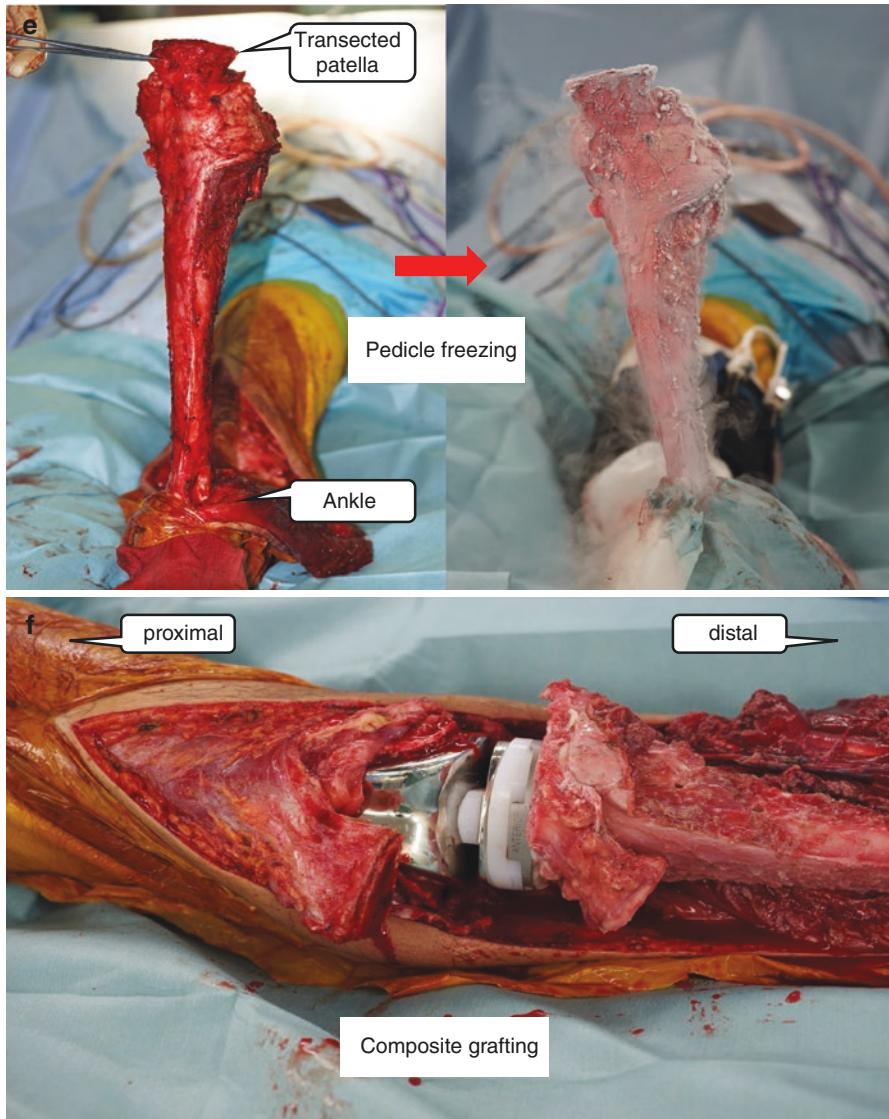 e
Transected
patella
Pedicle freezing
Ankle
f
proximal
distal
Composite grafting